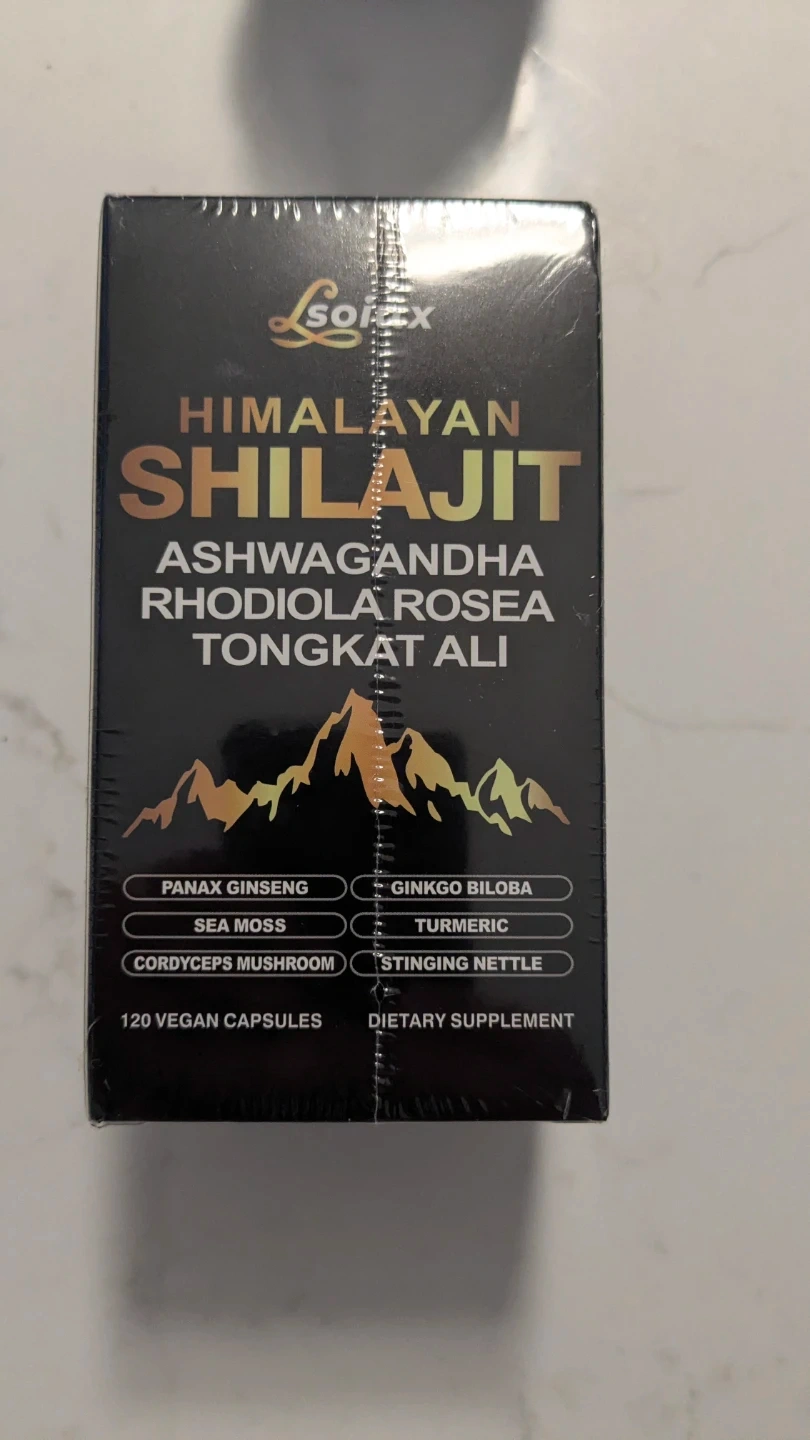 HIMALAYAN
SHILAJIT
ASHWAGANDHA
RHODIOLA ROSEA
TONGKAT ALI
PANAX GINSENG
GINKGO BILOBA
SEA MOSS
TURMERIC
CORDYCEPS MUSHROOM
STINGING NETTLE
120 VEGAN CAPSULES
DIETARY SUPPLEMENT